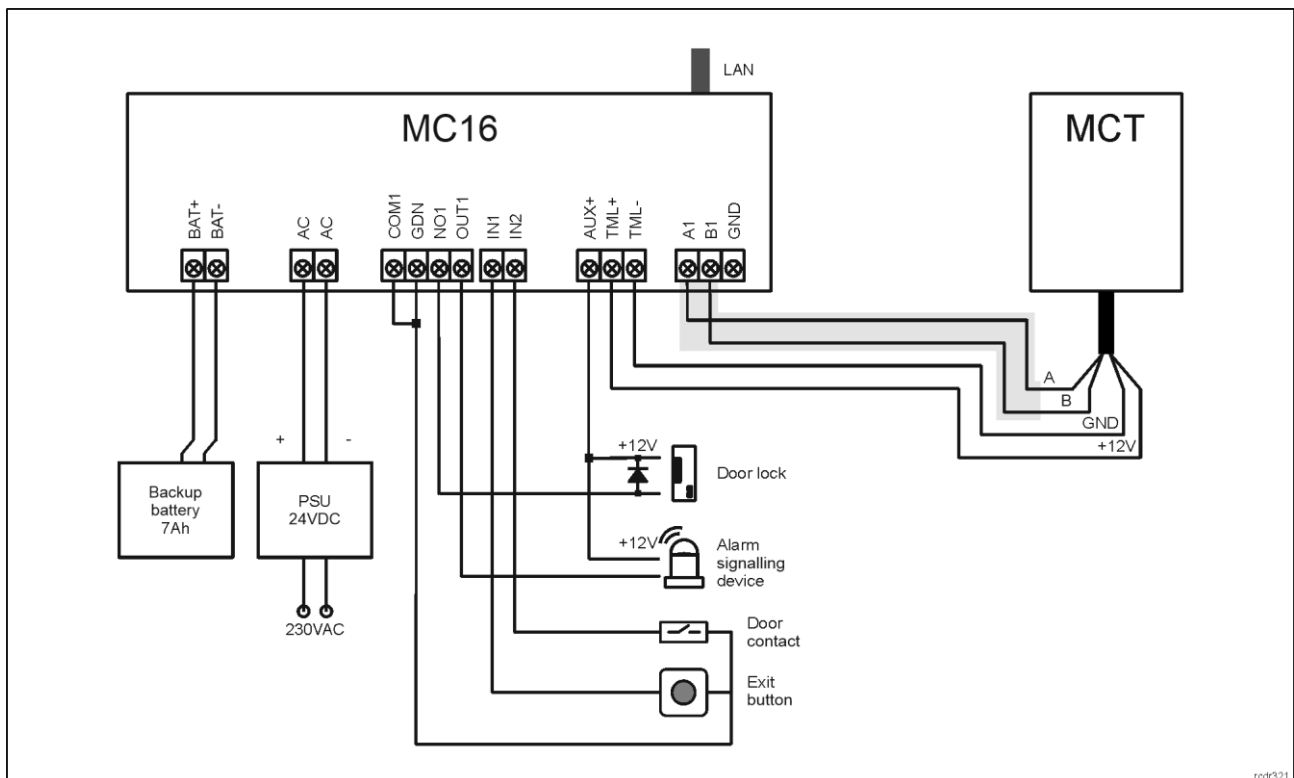 LAN
MC16
MCT
BAT+
BAT-
AC
AC
COM1
GDN
NO1
OUT1
IN1
IN2
AUX+
TML+
TML-
A1
B1
GND
A
B
GND
+12V
+
-
Backup
battery
7Ah
PSU
24VDC
230VAC
+12V
Door lock
+12V
Alarm
signalling
device
Door
contact
Exit
button
rcdr321